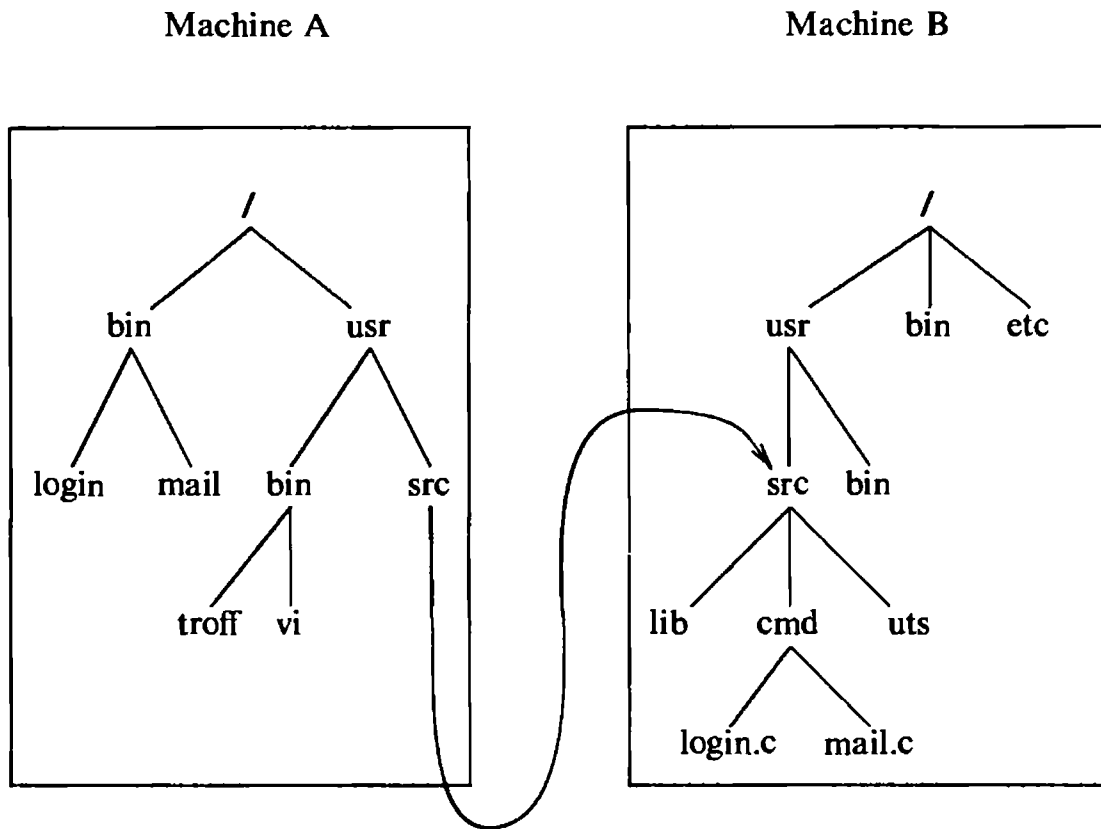 Machine A
Machine B
/
bin usr
login mail bin src
troff vi
/
usr bin etc
src bin
lib cmd uts
login.c mail.c